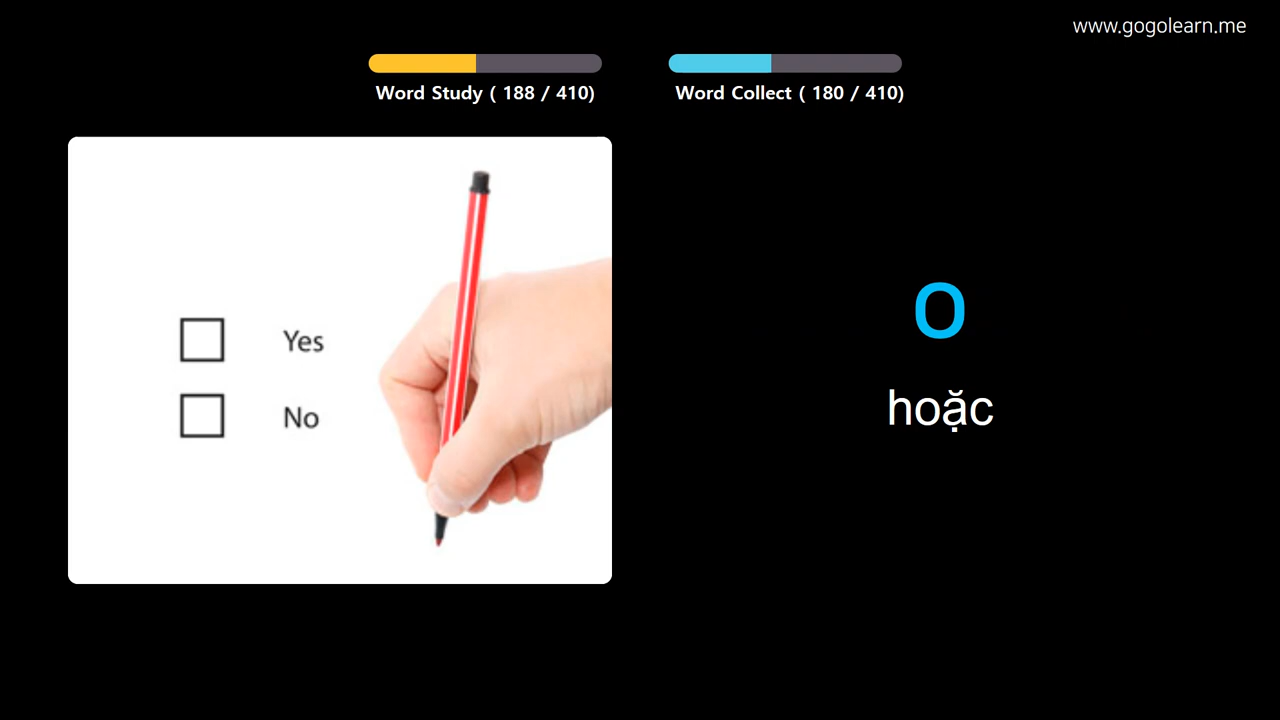 www.gogolearn.me
Word Study ( 188 / 410)
Word Collect ( 180 / 410)
Yes
No
o
hoặc